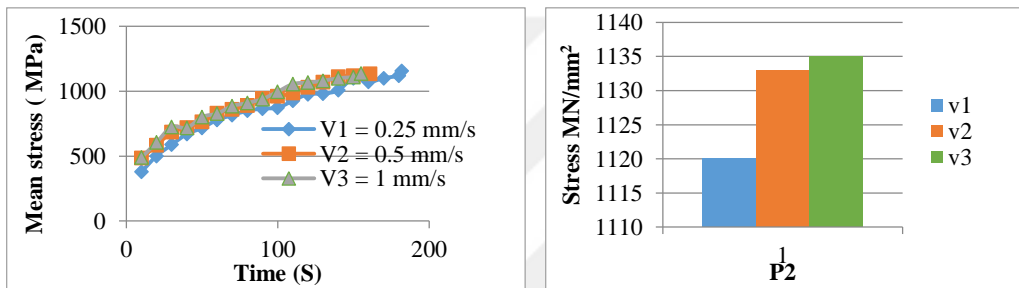 Mean stress ( MPa)
1500
1000
500
0
V1 = 0.25 mm/s
V2 = 0.5 mm/s
V3 = 1 mm/s
0 100 200
Time (S)
Stress MN/mm²
1140
1135
1130
1125
1120
1115
1110
v1
v2
v3
1
P2